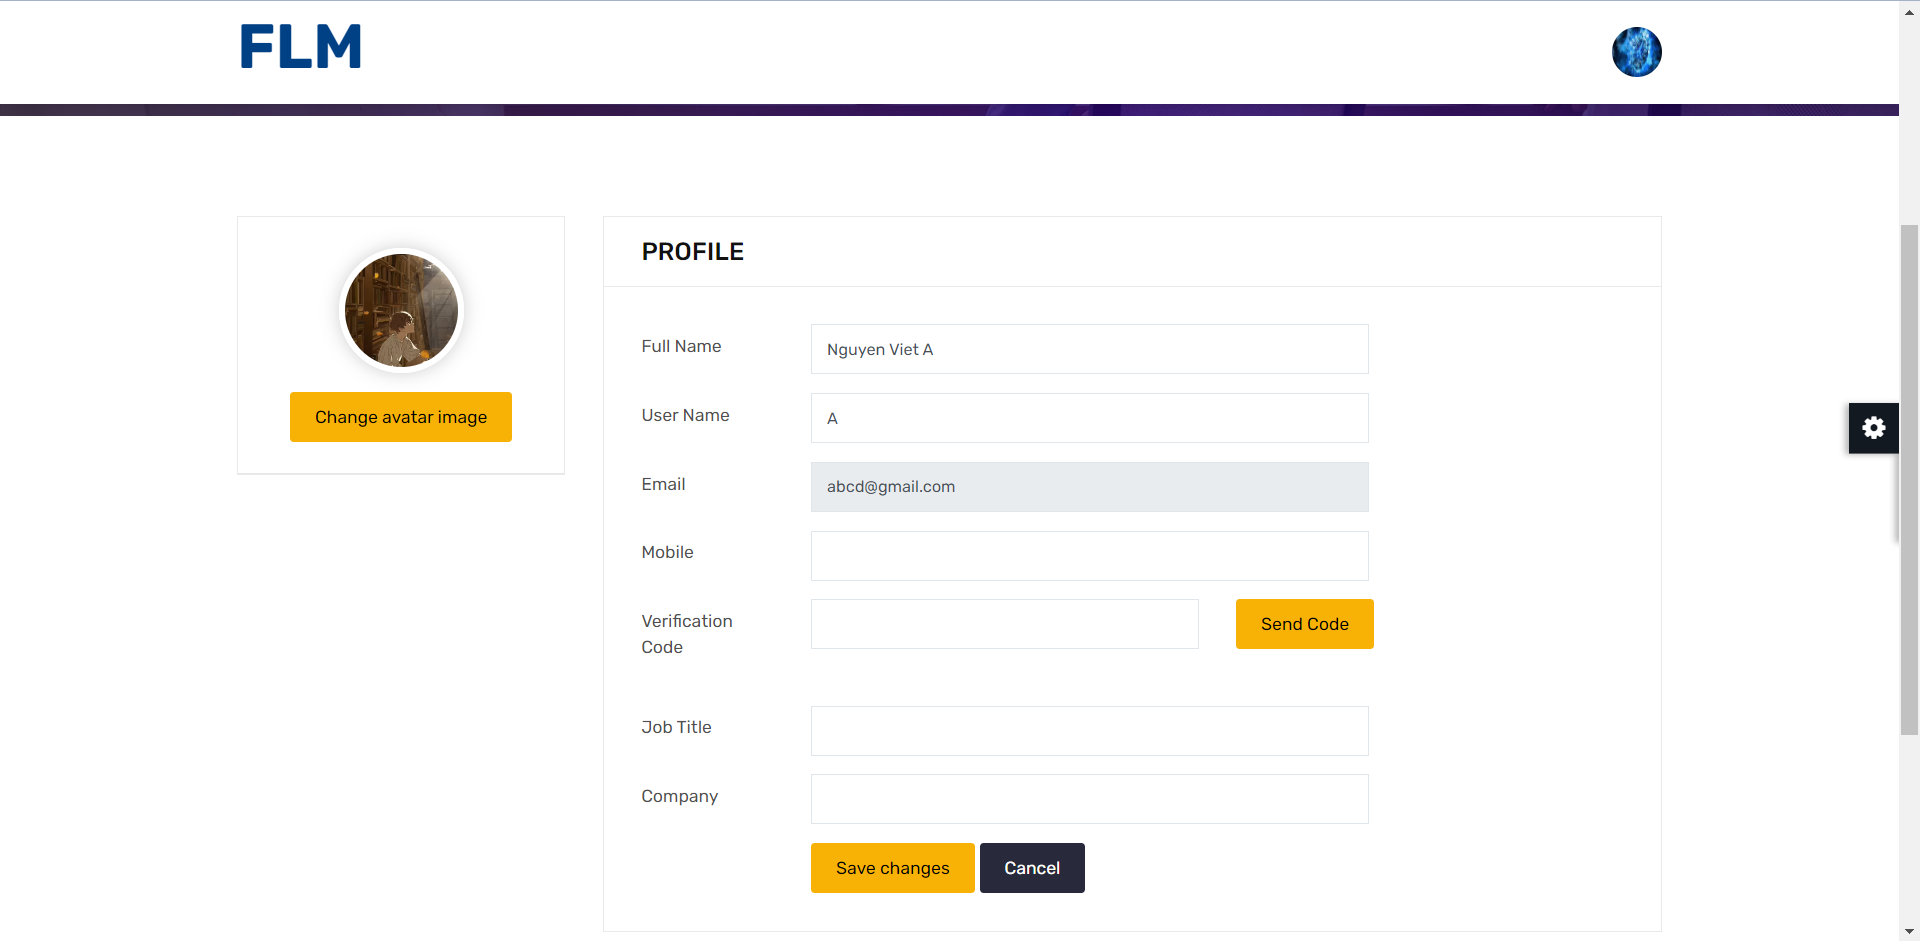 FLM
Change avatar image
PROFILE
Full Name
Nguyen Viet A
User Name
A
Email
abcd@gmail.com
Mobile
Verification
Code
Send Code
Job Title
Company
Save changes
Cancel